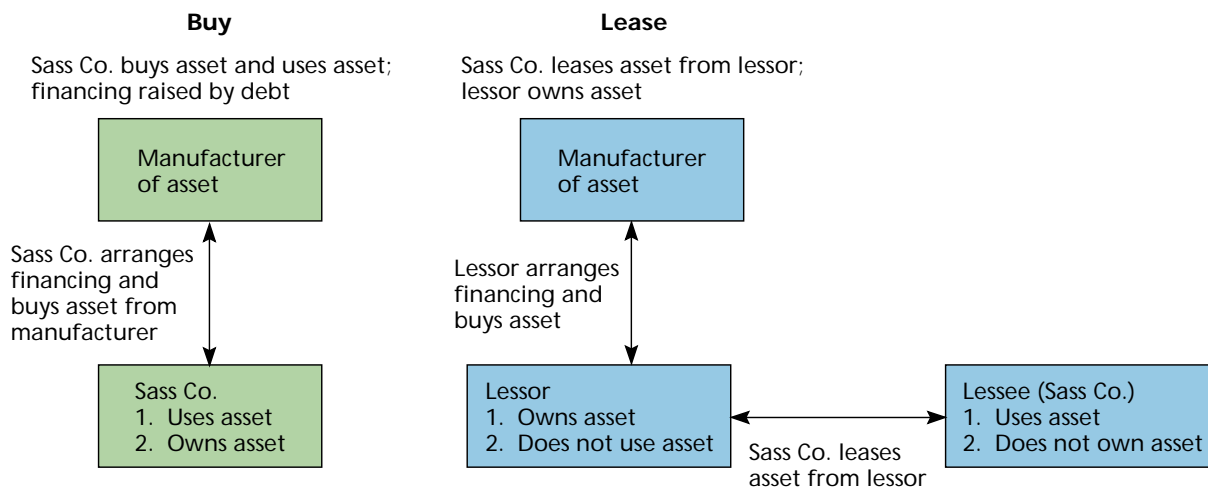 Buy
Sass Co. buys asset and uses asset;
financing raised by debt
Manufacturer
of asset
Sass Co. arranges
financing and
buys asset from
manufacturer
Sass Co.
1. Uses asset
2. Owns asset
Lease
Sass Co. leases asset from lessor;
lessor owns asset
Manufacturer
of asset
Lessor arranges
financing and
buys asset
Lessor
1. Owns asset
2. Does not use asset
Sass Co. leases
asset from lessor
Lessee (Sass Co.)
1. Uses asset
2. Does not own asset